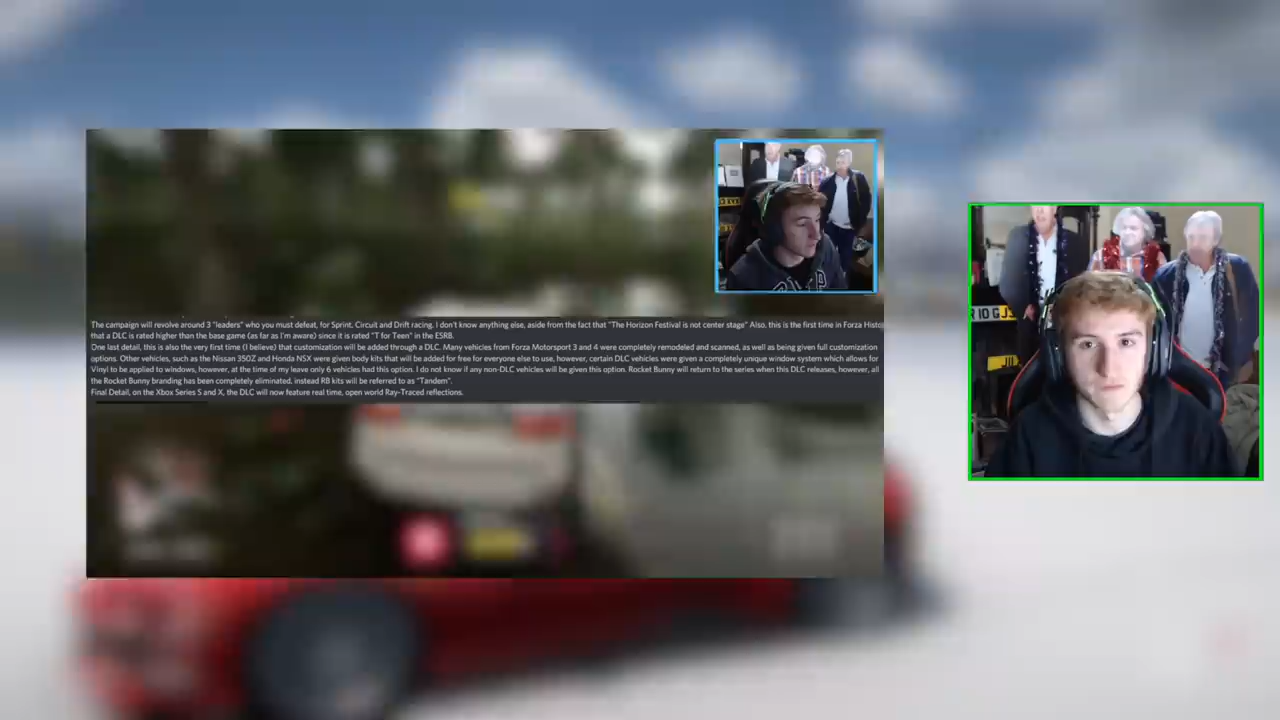 The campaign will revolve around 3 "leaders" who you must defeat, for Sprint, Circuit and Drift racing. I don't know anything else, aside from the fact that "The Horizon Festival is not center stage" Also, this is the first time in Forza Histo
that a DLC is rated higher than the base game (as far as I'm aware) since it is rated "T for Teen" in the ESRB.
One last detail, this is also the very first time (I believe) that customization will be added through a DLC. Many vehicles from Forza Motorsport 3 and 4 were completely remodeled and scanned, as well as being given full customization
options. Other vehicles, such as the Nissan 350Z and Honda NSX were given body kits that will be added for free for everyone else to use, however, certain DLC vehicles were given a completely unique window system which allows for
Vinyl to be applied to windows, however, at the time of my leave only 6 vehicles had this option. I do not know if any non-DLC vehicles will be given this option. Rocket Bunny will return to the series when this DLC releases, however, all
the Rocket Bunny branding has been completely eliminated. instead RB kits will be referred to as "Tandem".
Final Detail, on the Xbox Series S and X, the DLC will now feature real time, open world Ray-Traced reflections.